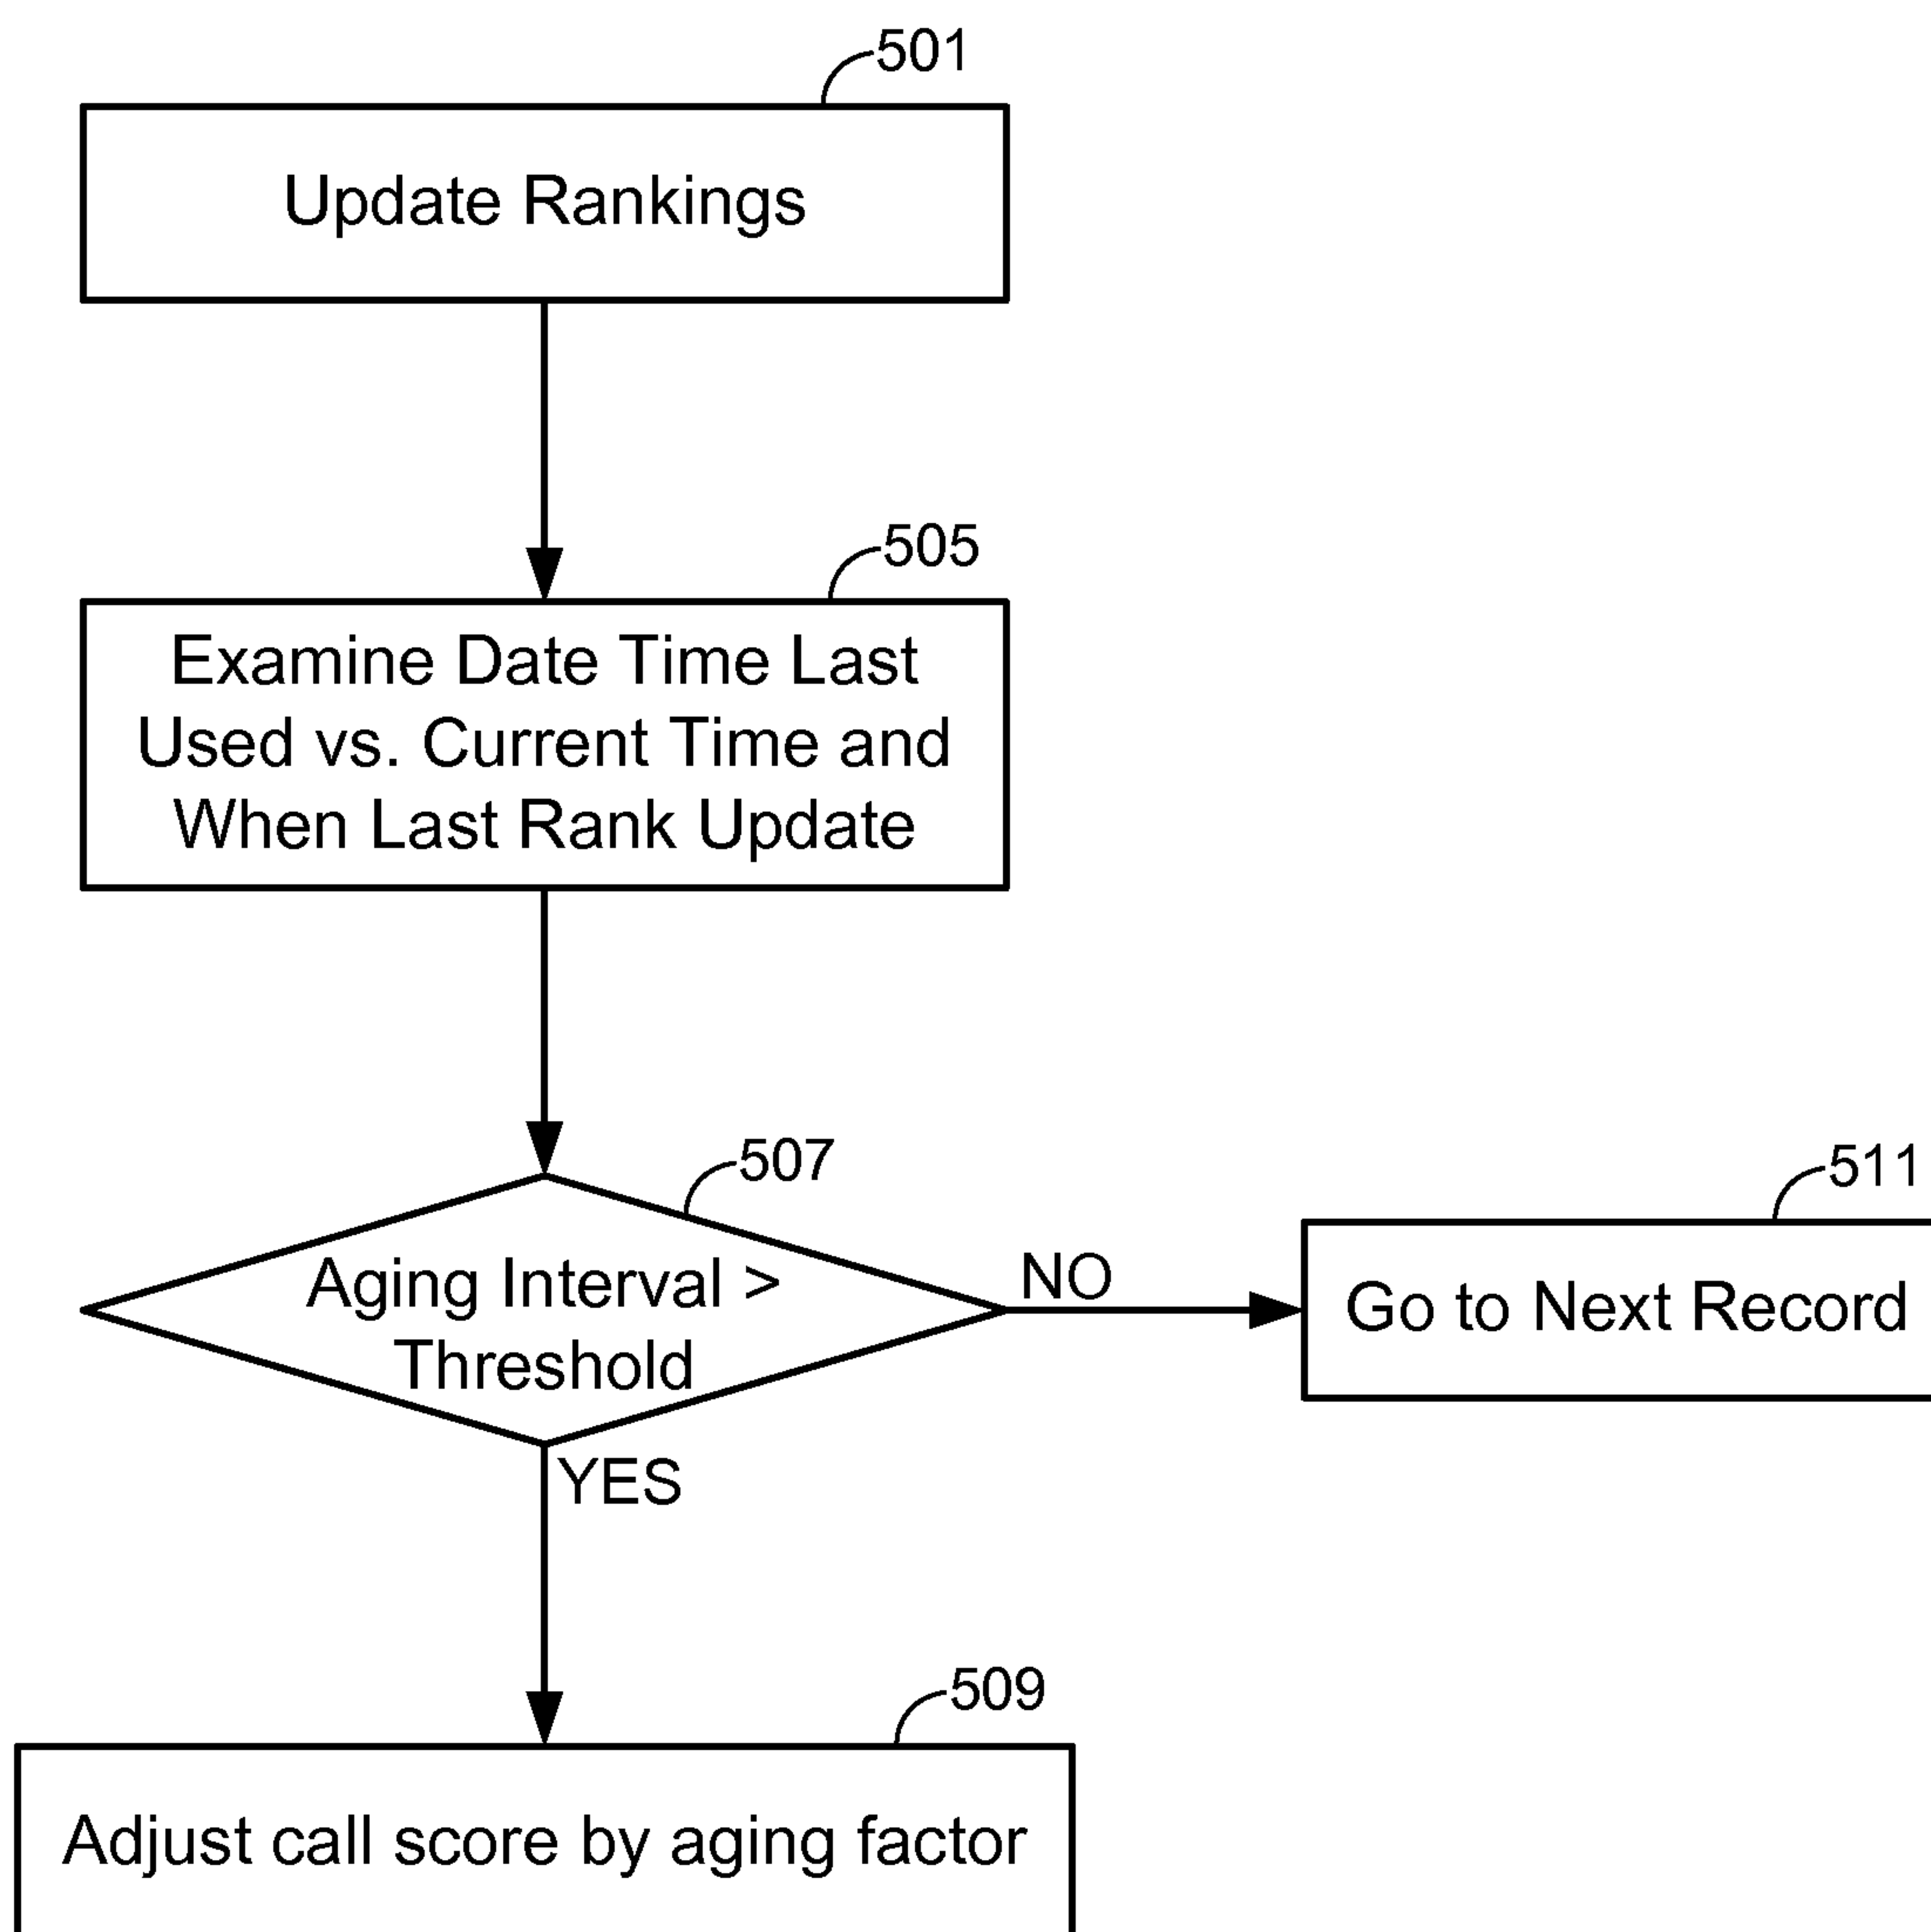 501
Update Rankings
505
Examine Date Time Last
Used vs. Current Time and
When Last Rank Update
507
Aging Interval >
Threshold
NO
511
Go to Next Record
YES
509
Adjust call score by aging factor